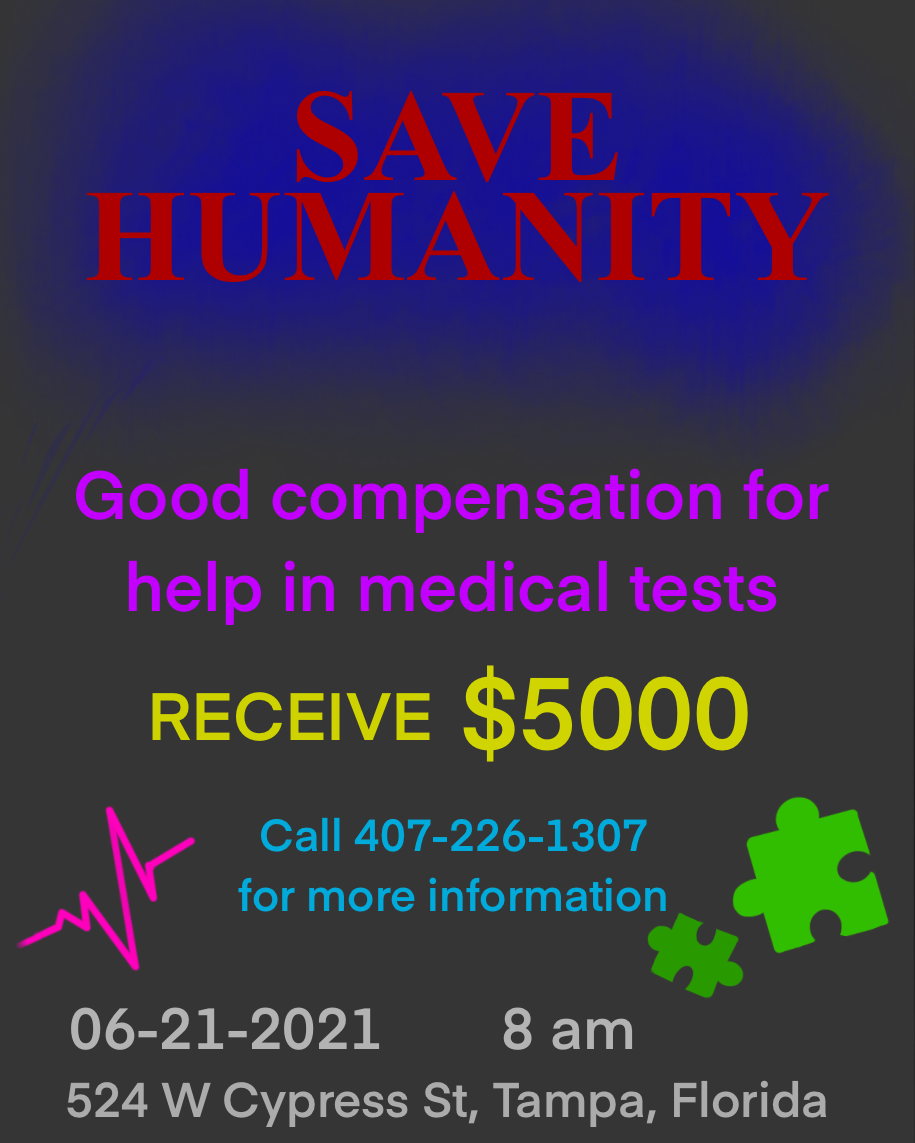 SAVE
HUMANITY
Good compensation for
help in medical tests
RECEIVE $5000
Call 407-226-1307
for more information
06-21-2021 8 am
524 W Cypress St, Tampa, Florida